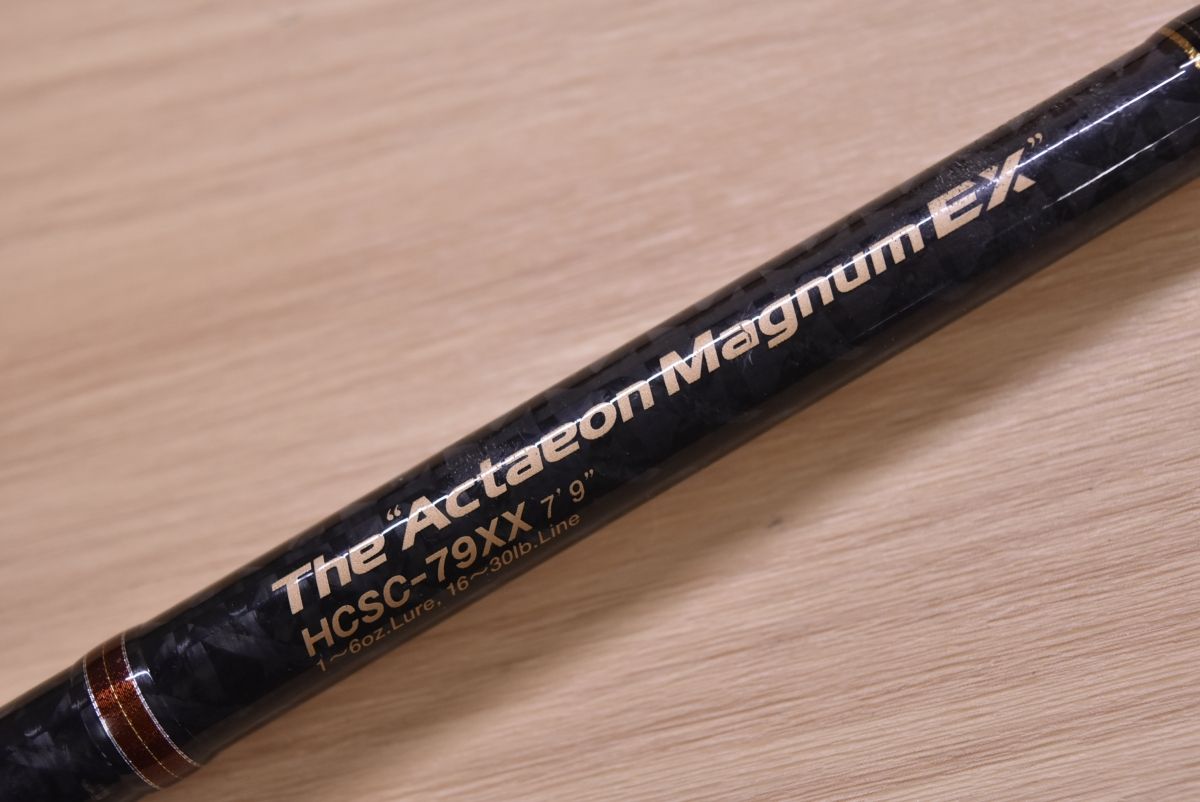 The “Actaeon Magnum EX”
HCSC-79XX 7’9”
1～6oz.Lure, 16～30lb.Line